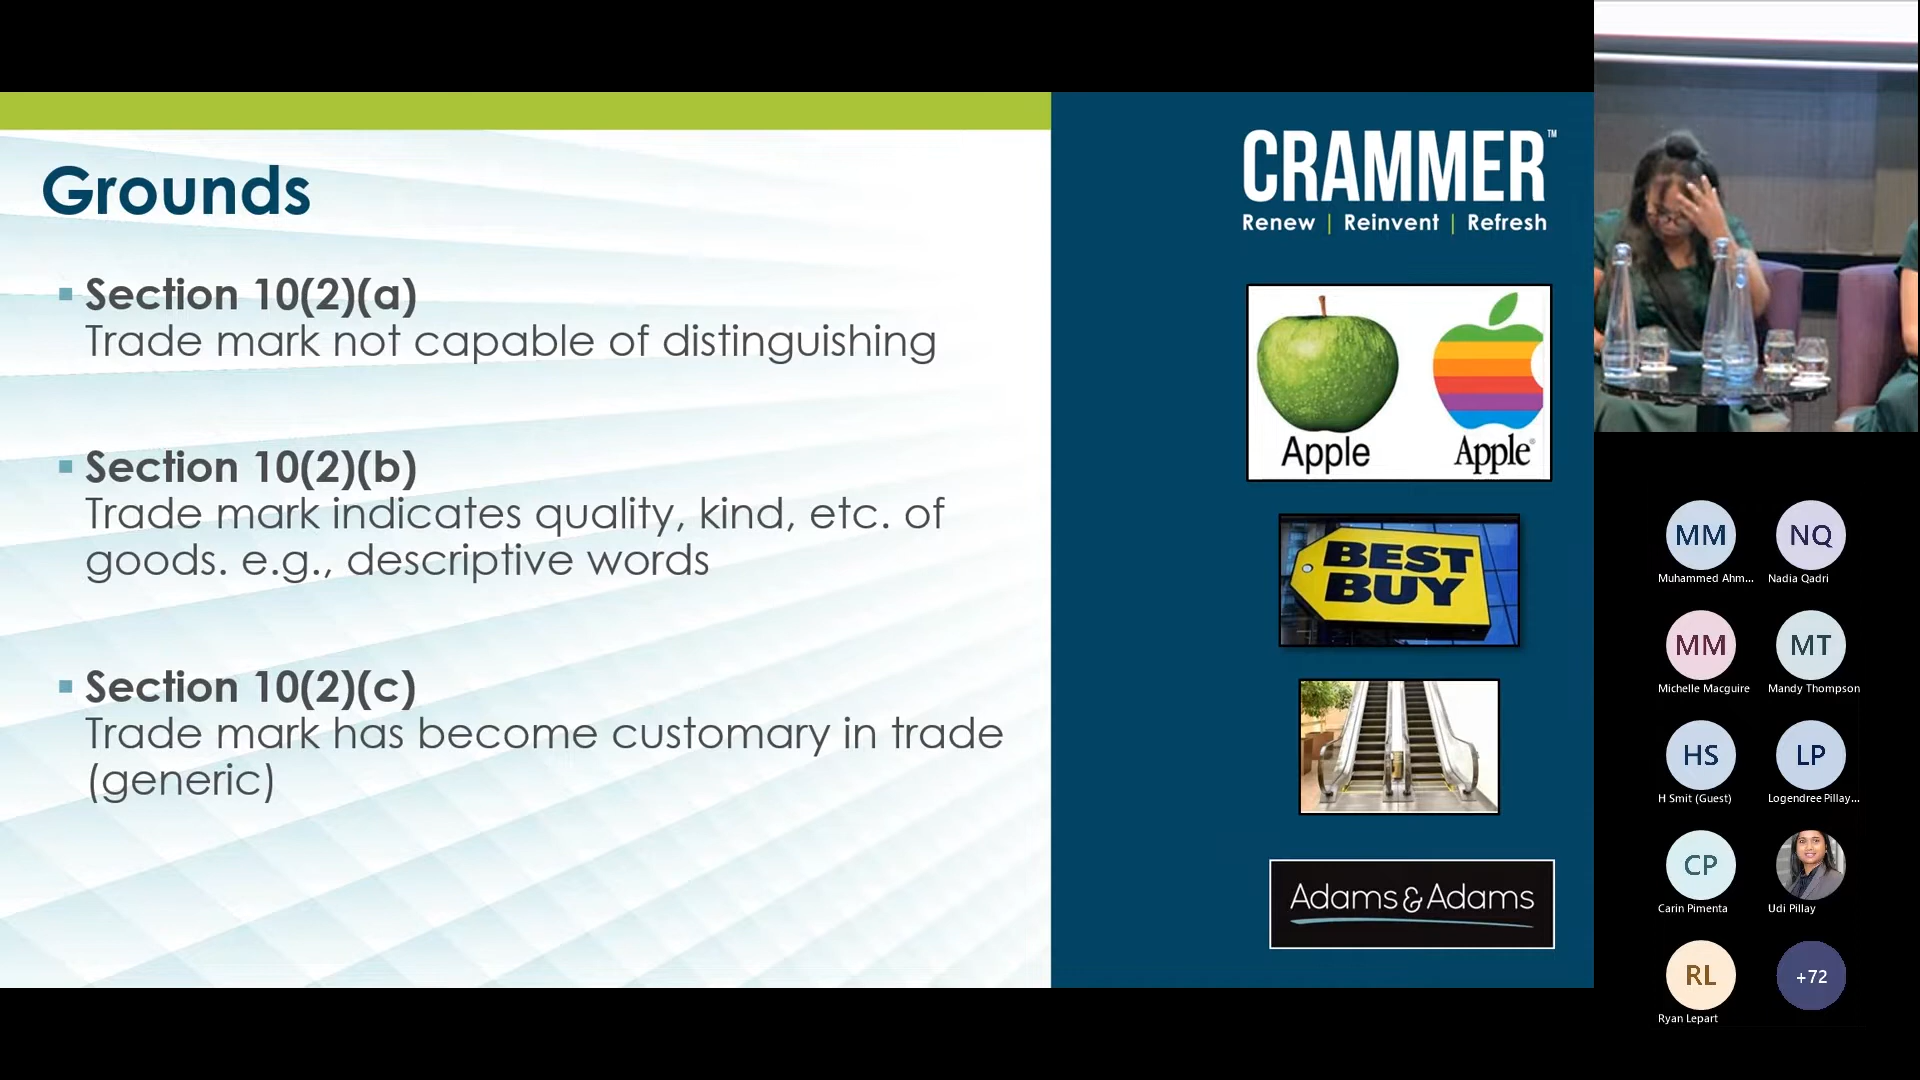 Grounds
Section 10(2)(a)
Trade mark not capable of distinguishing
Section 10(2)(b)
Trade mark indicates quality, kind, etc. of
goods. e.g., descriptive words
Section 10(2)(c)
Trade mark has become customary in trade
(generic)
CRAMMER™
Renew | Reinvent | Refresh
Apple
Apple®
BEST
BUY
Adams & Adams
MM
Muhammed Ahm...
NQ
Nadia Qadri
MM
Michelle Macguire
MT
Mandy Thompson
HS
H Smit (Guest)
LP
Logendree Pillay...
CP
Carin Pimenta
Udi Pillay
RL
Ryan Lepart
+72